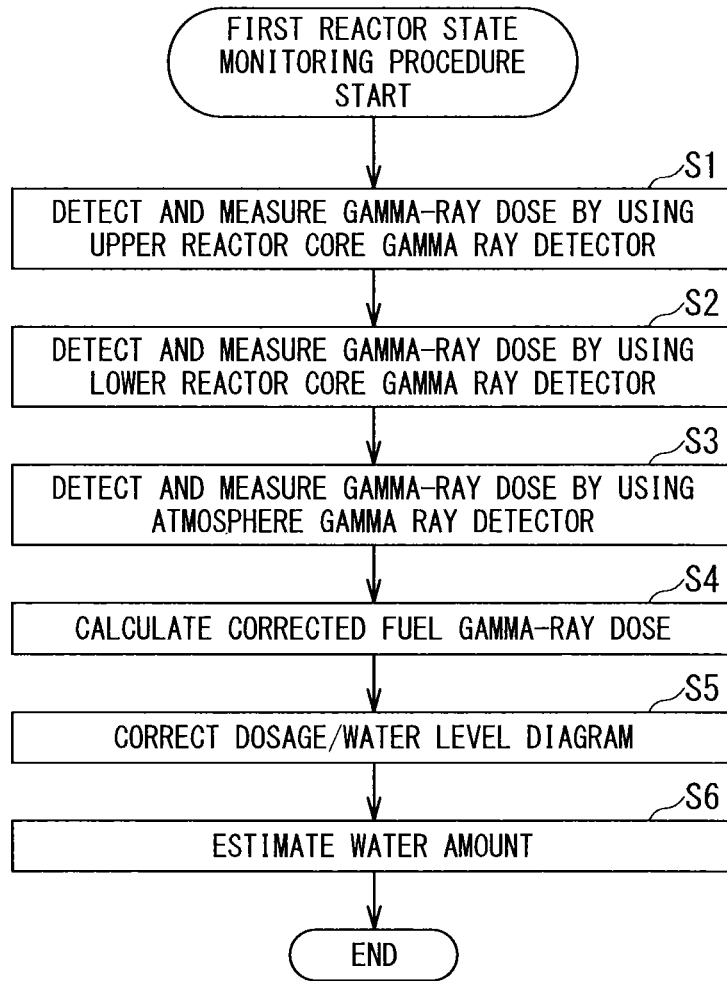 FIRST REACTOR STATE
MONITORING PROCEDURE
START
S1
DETECT AND MEASURE GAMMA-RAY DOSE BY USING
UPPER REACTOR CORE GAMMA RAY DETECTOR
S2
DETECT AND MEASURE GAMMA-RAY DOSE BY USING
LOWER REACTOR CORE GAMMA RAY DETECTOR
S3
DETECT AND MEASURE GAMMA-RAY DOSE BY USING
ATMOSPHERE GAMMA RAY DETECTOR
S4
CALCULATE CORRECTED FUEL GAMMA-RAY DOSE
S5
CORRECT DOSAGE/WATER LEVEL DIAGRAM
S6
ESTIMATE WATER AMOUNT
END